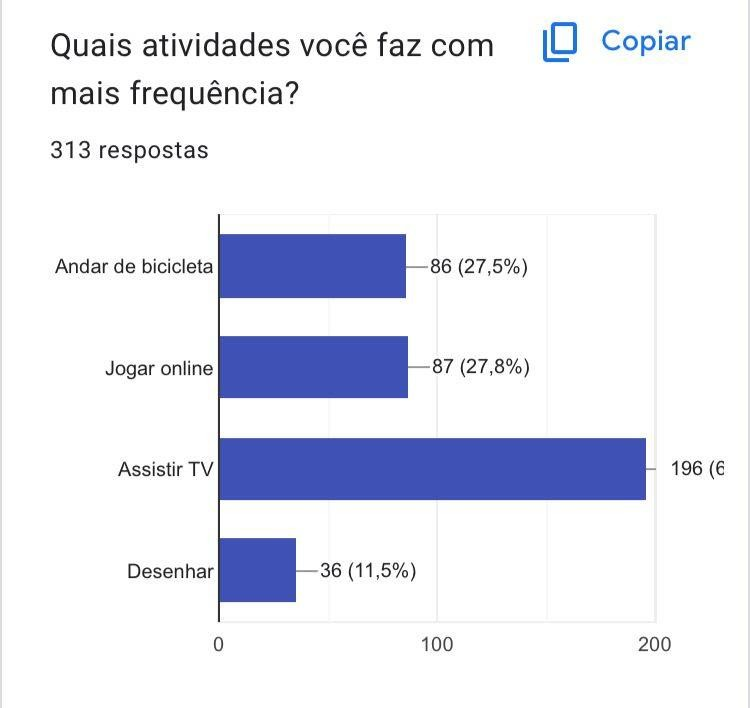 Quais atividades você faz com
mais frequência?
Copiar
313 respostas
Andar de bicicleta 86 (27,5%)
Jogar online 87 (27,8%)
Assistir TV 196 (6
Desenhar 36 (11,5%)
0 100 200